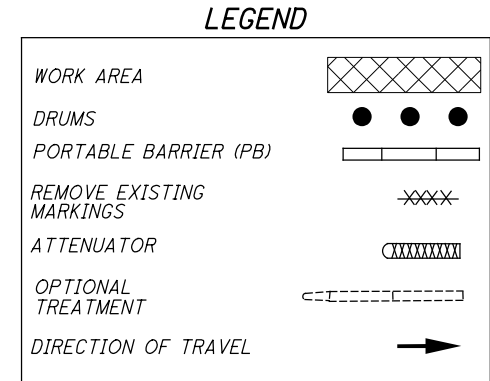 LEGEND
WORK AREA
DRUMS
PORTABLE BARRIER (PB)
REMOVE EXISTING
MARKINGS
ATTENUATOR
OPTIONAL
TREATMENT
DIRECTION OF TRAVEL